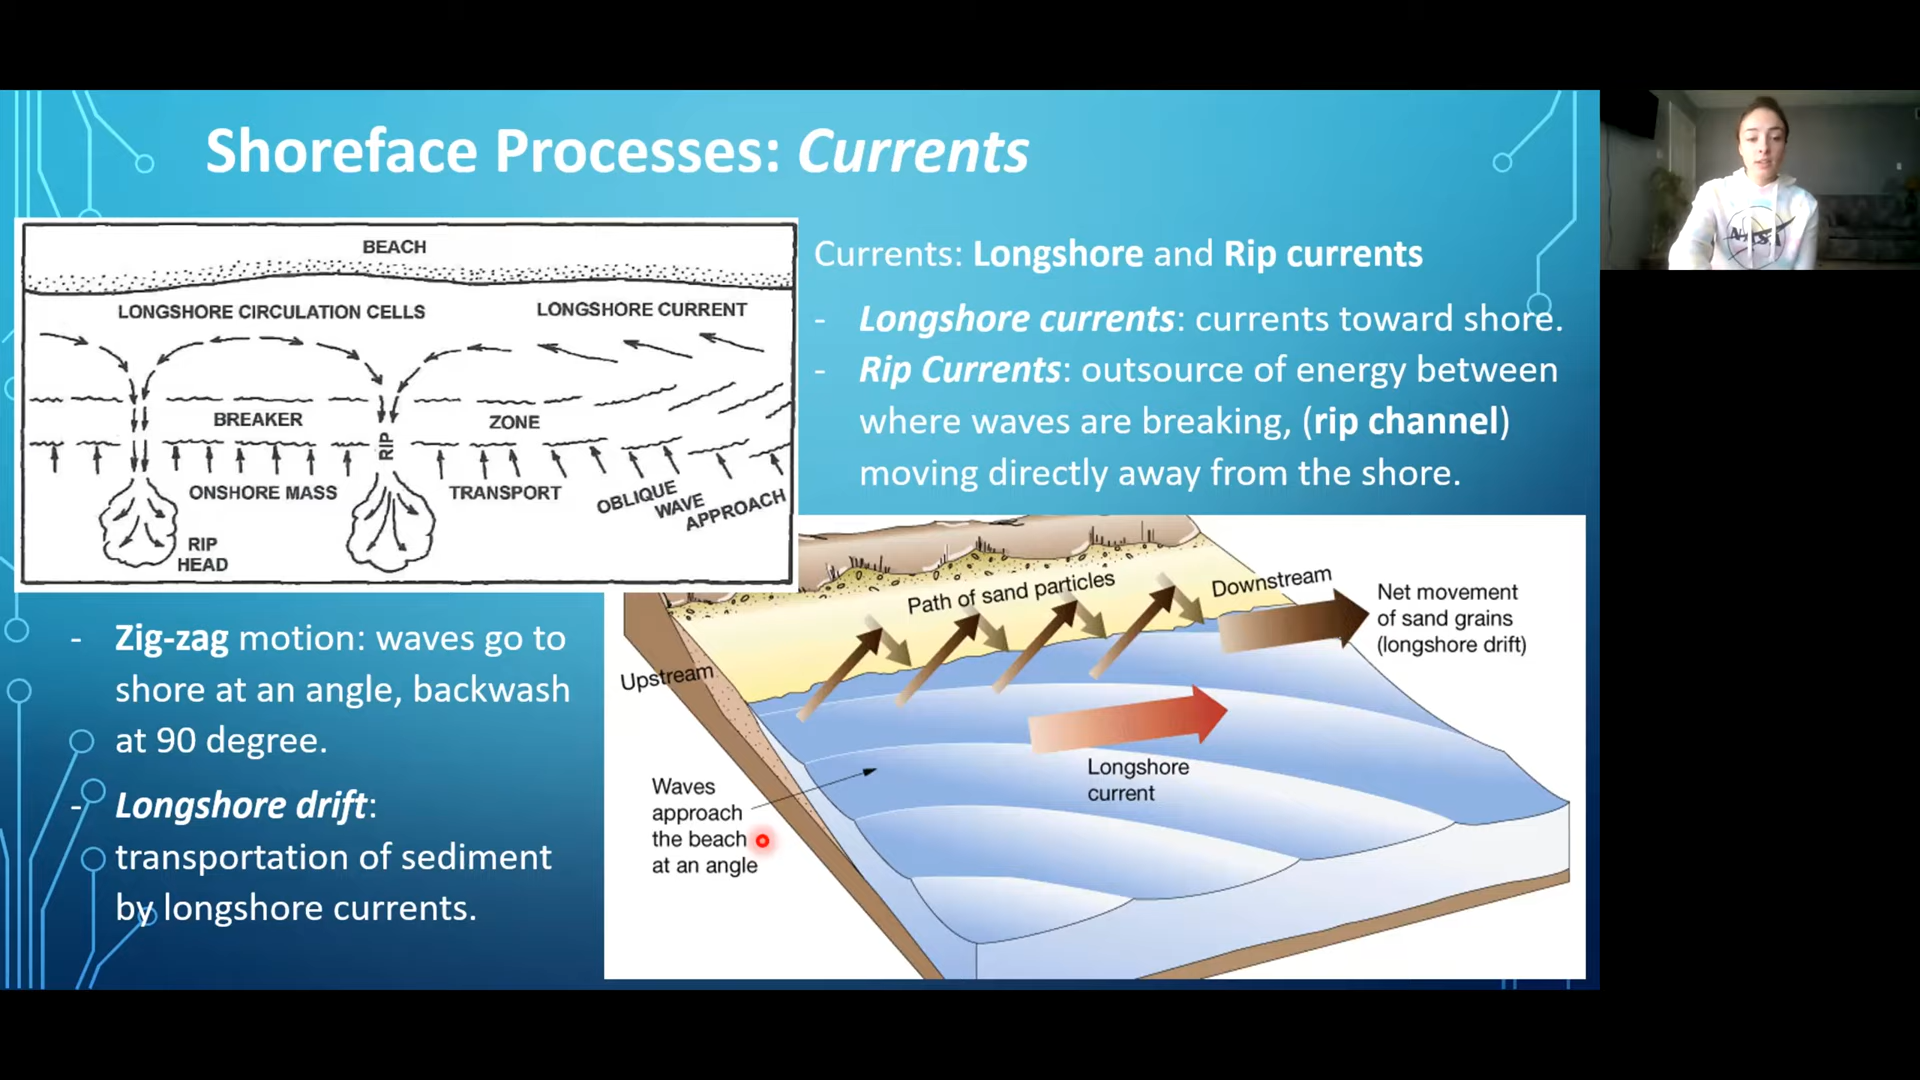 Shoreface Processes: Currents
BEACH
LONGSHORE CIRCULATION CELLS
LONGSHORE CURRENT
BREAKER
ZONE
RIP
ONSHORE MASS
TRANSPORT
OBLIQUE
WAVE
APPROACH
RIP
HEAD
Currents: Longshore and Rip currents
- Longshore currents: currents toward shore.
- Rip Currents: outsource of energy between
where waves are breaking, (rip channel)
moving directly away from the shore.
- Zig-zag motion: waves go to
shore at an angle, backwash
at 90 degree.
- Longshore drift:
transportation of sediment
by longshore currents.
Path of sand particles
Downstream
Net movement
of sand grains
(longshore drift)
Upstream
Longshore
current
Waves
approach
the beach
at an angle